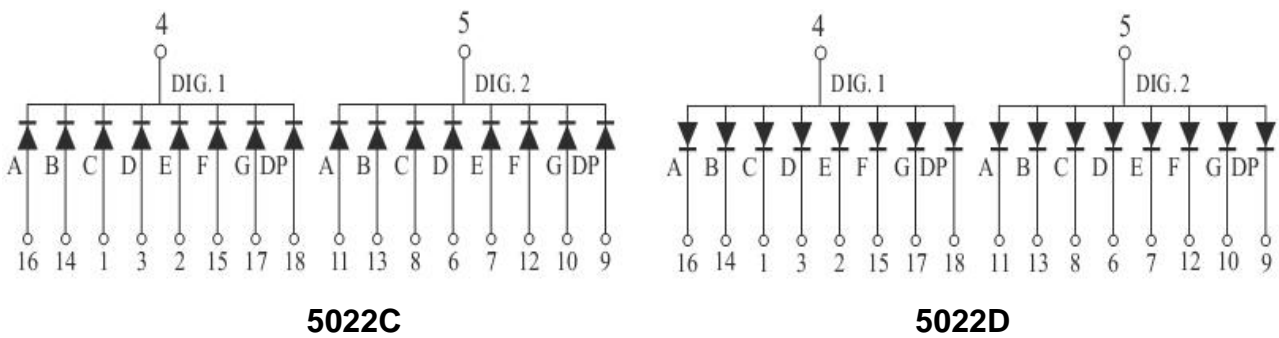 4 5 4 5
DIG. 1 DIG. 2 DIG. 1 DIG. 2
A B C D E F G DP A B C D E F G DP A B C D E F G DP A B C D E F G DP
16 14 1 3 2 15 17 18 11 13 8 6 7 12 10 9 16 14 1 3 2 15 17 18 11 13 8 6 7 12 10 9
5022C 5022D